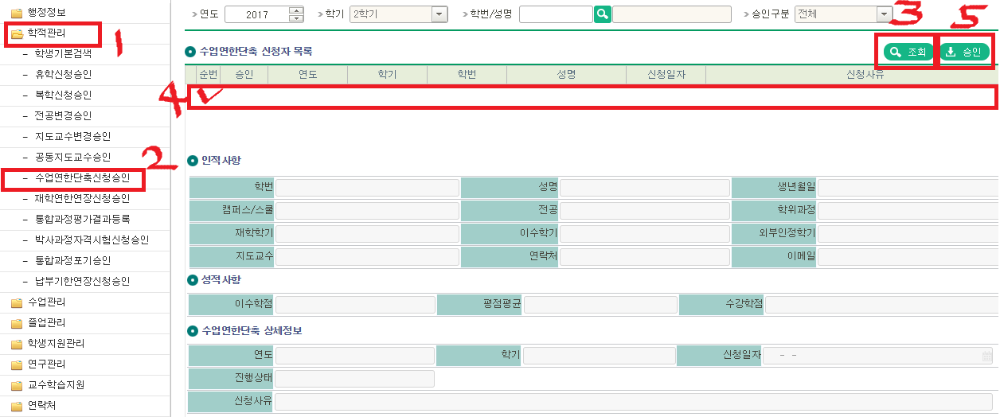 행정정보
학적관리
1
- 학생기본검색
- 휴학신청승인
- 복학신청승인
- 전공변경승인
- 지도교수변경승인
- 공동지도교수승인
- 수업연한단축신청승인
2
- 재학연한연장신청승인
- 통합과정평가결과등록
- 박사과정자격시험신청승인
- 통합과정포기승인
- 납부기한연장신청승인
수업관리
졸업관리
학생지원관리
연구관리
교수학습지원
연락처
> 연도 2017 > 학기 2학기 > 학번/성명 > 승인구분 전체
3 5
수업연한단축 신청자 목록 조회 승인
순번 승인 연도 학기 학번 성명 신청일자 신청사유
4
인적사항
학번 성명 생년월일
캠퍼스/스쿨 전공 학위과정
재학학기 이수학기 외부인정학기
지도교수 연락처 이메일
성적사항
이수학점 평점평균 수강학점
수업연한단축 상세정보
연도 학기 신청일자 - -
진행상태
신청사유